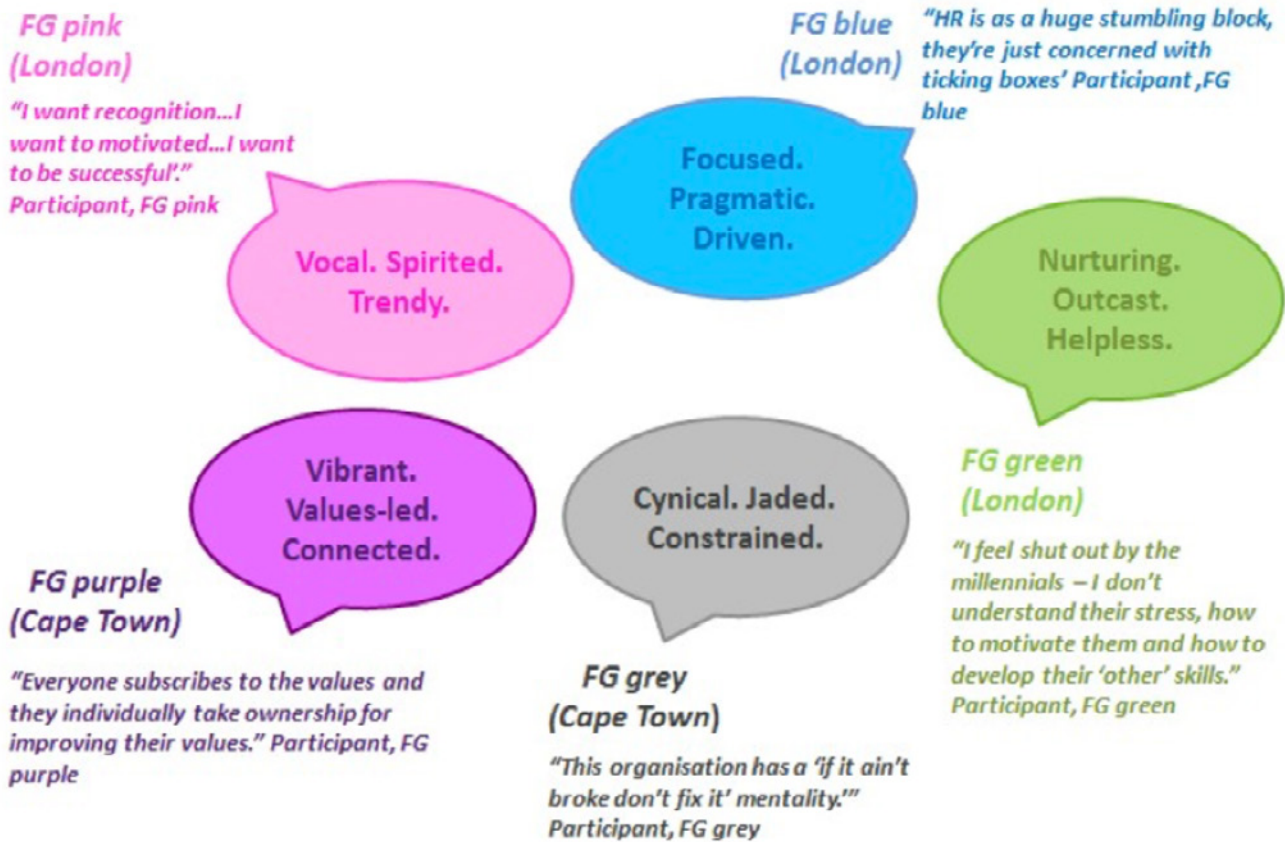 FG pink
(London)
“I want recognition...I
want to motivated...I want
to be successful’.”
Participant, FG pink
Vocal. Spirited.
Trendy.
FG blue
(London)
“HR is as a huge stumbling block,
they’re just concerned with
ticking boxes’ Participant ,FG
blue
Focused.
Pragmatic.
Driven.
Nurturing.
Outcast.
Helpless.
FG green
(London)
“I feel shut out by the
millennials – I don’t
understand their stress, how
to motivate them and how to
develop their ‘other’ skills.”
Participant, FG green
Vibrant.
Values-led.
Connected.
FG purple
(Cape Town)
“Everyone subscribes to the values and
they individually take ownership for
improving their values.” Participant, FG
purple
Cynical. Jaded.
Constrained.
FG grey
(Cape Town)
“This organisation has a ‘if it ain’t
broke don’t fix it’ mentality.’”
Participant, FG grey